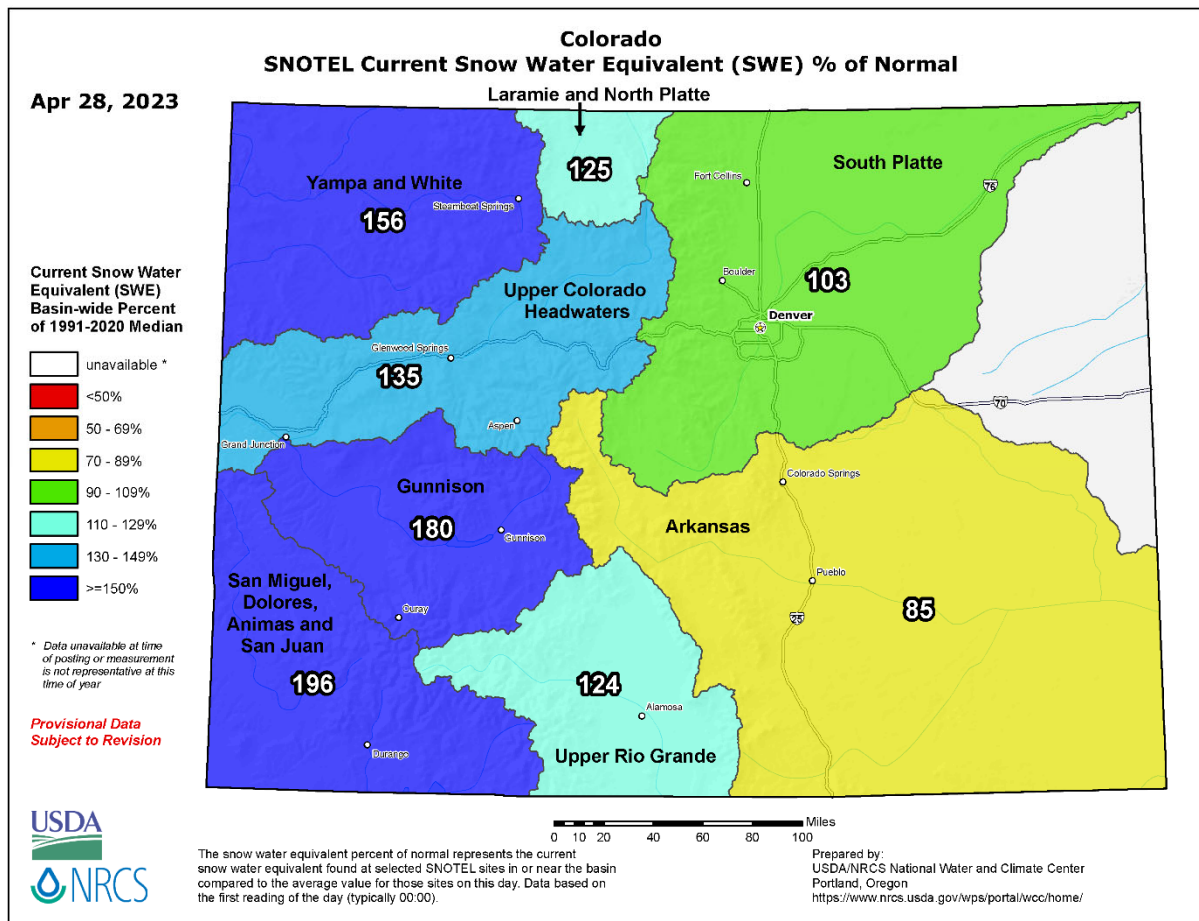 Colorado
SNOTEL Current Snow Water Equivalent (SWE) % of Normal
Apr 28, 2023
Laramie and North Platte
125
South Platte
Fort Collins
76
Yampa and White
Steamboat Springs
156
Current Snow Water
Equivalent (SWE)
Basin-wide Percent
of 1991-2020 Median
unavailable *
<50%
50 - 69%
70 - 89%
90 - 109%
110 - 129%
130 - 149%
>=150%
Upper Colorado
Headwaters
Boulder
103
Denver
Glenwood Springs
135
Aspen
70
Grand Junction
Colorado Springs
Gunnison
180
Gunnison
Arkansas
Pueblo
85
25
San Miguel,
Dolores,
Animas and
San Juan
Ouray
196
Durango
124
Alamosa
Upper Rio Grande
* Data unavailable at time
of posting or measurement
is not representative at this
time of year
Provisional Data
Subject to Revision
USDA
NRCS
Miles
0 10 20 40 60 80 100
The snow water equivalent percent of normal represents the current
snow water equivalent found at selected SNOTEL sites in or near the basin
compared to the average value for those sites on this day. Data based on
the first reading of the day (typically 00:00).
Prepared by:
USDA/NRCS National Water and Climate Center
Portland, Oregon
https://www.nrcs.usda.gov/wps/portal/wcc/home/